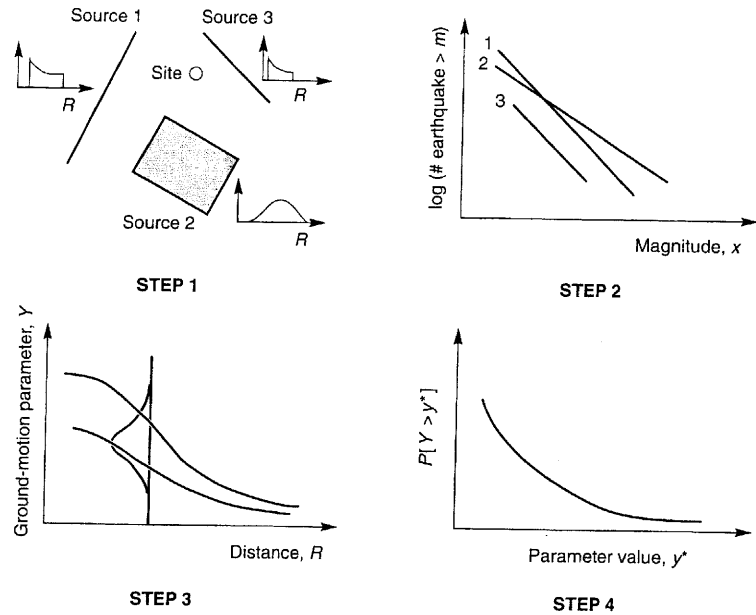 Source 1
Source 3
Site
R
R
Source 2
R
STEP 1
log (# earthquake > m)
1
2
3
Magnitude, x
STEP 2
Ground-motion parameter, Y
Distance, R
STEP 3
P[Y > y*]
Parameter value, y*
STEP 4